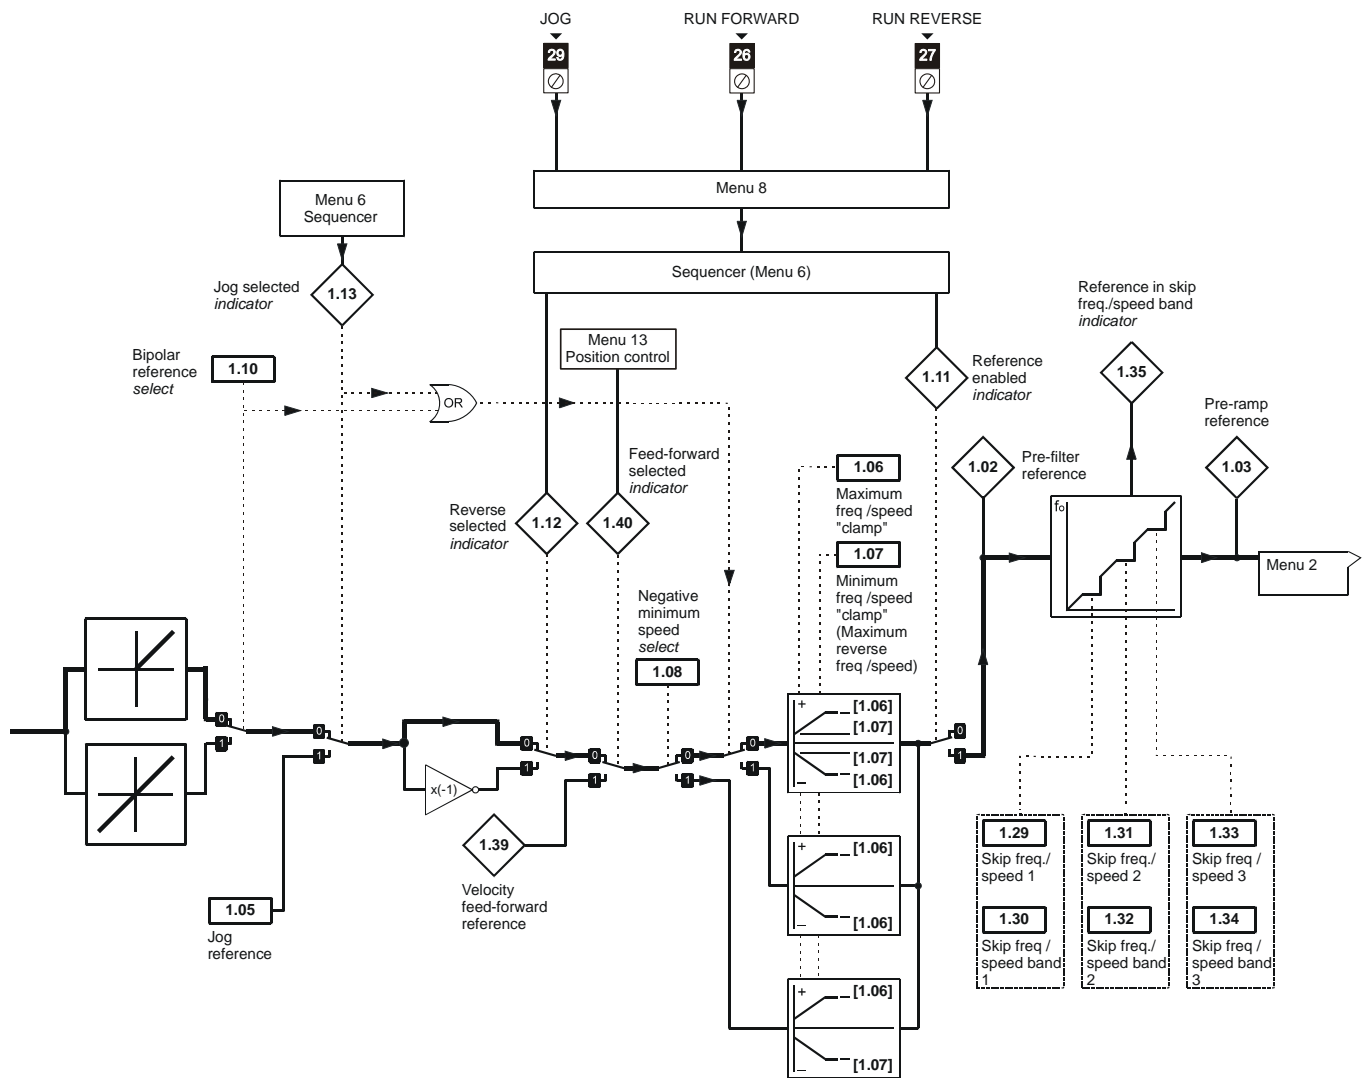 JOG
RUN FORWARD
RUN REVERSE
29
26
27
Menu 8
Menu 6
Sequencer
Sequencer (Menu 6)
Jog selected
indicator
1.13
Reference in skip
freq./speed band
indicator
Menu 13
Position control
Bipolar
reference
select
1.10
1.11
Reference
enabled
indicator
1.35
OR
Pre-ramp
reference
Feed-forward
selected
indicator
1.06
Maximum
freq /speed
"clamp"
1.02
Pre-filter
reference
1.03
Reverse
selected
indicator
1.12
1.40
fo
1.07
Minimum
freq /speed
"clamp"
(Maximum
reverse
freq /speed)
Menu 2
Negative
minimum
speed
select
1.08
0
1
0
1
0
1
0
1
0
1
0
1
0
1
+
[1.06]
[1.07]
[1.07]
_
[1.06]
x(-1)
1.39
Velocity
feed-forward
reference
+
[1.06]
_
[1.06]
1.29
Skip freq./
speed 1
1.31
Skip freq./
speed 2
1.33
Skip freq /
speed 3
1.05
Jog
reference
1.30
Skip freq /
speed band
1
1.32
Skip freq./
speed band
2
1.34
Skip freq /
speed band
3
+
[1.06]
_
[1.07]